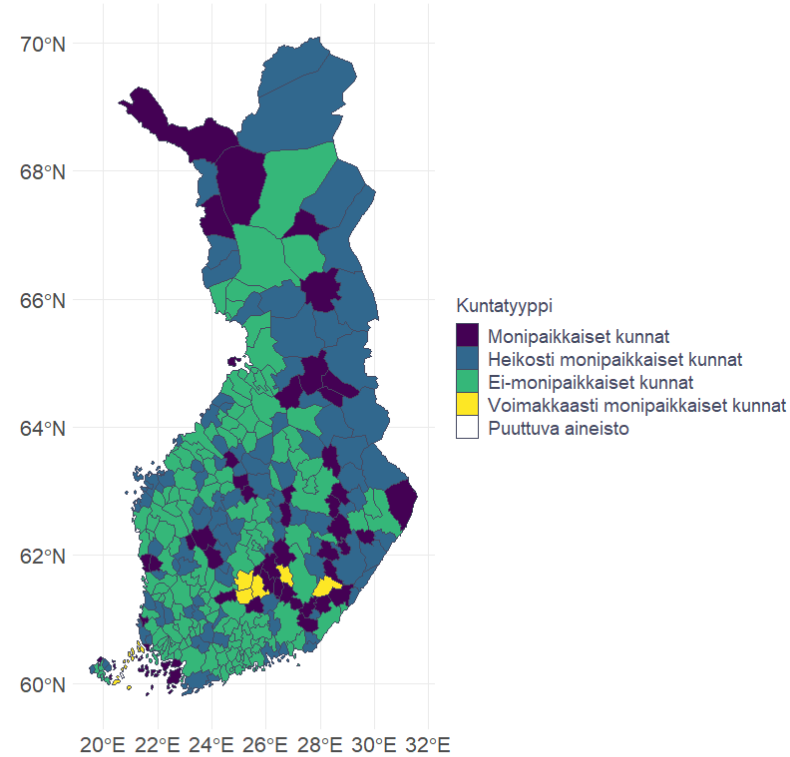 70°N
68°N
66°N
64°N
62°N
60°N
20°E 22°E 24°E 26°E 28°E 30°E 32°E
Kuntatyyppi
Monipaikkaiset kunnat
Heikosti monipaikkaiset kunnat
Ei-monipaikkaiset kunnat
Voimakkaasti monipaikkaiset kunnat
Puuttuva aineisto